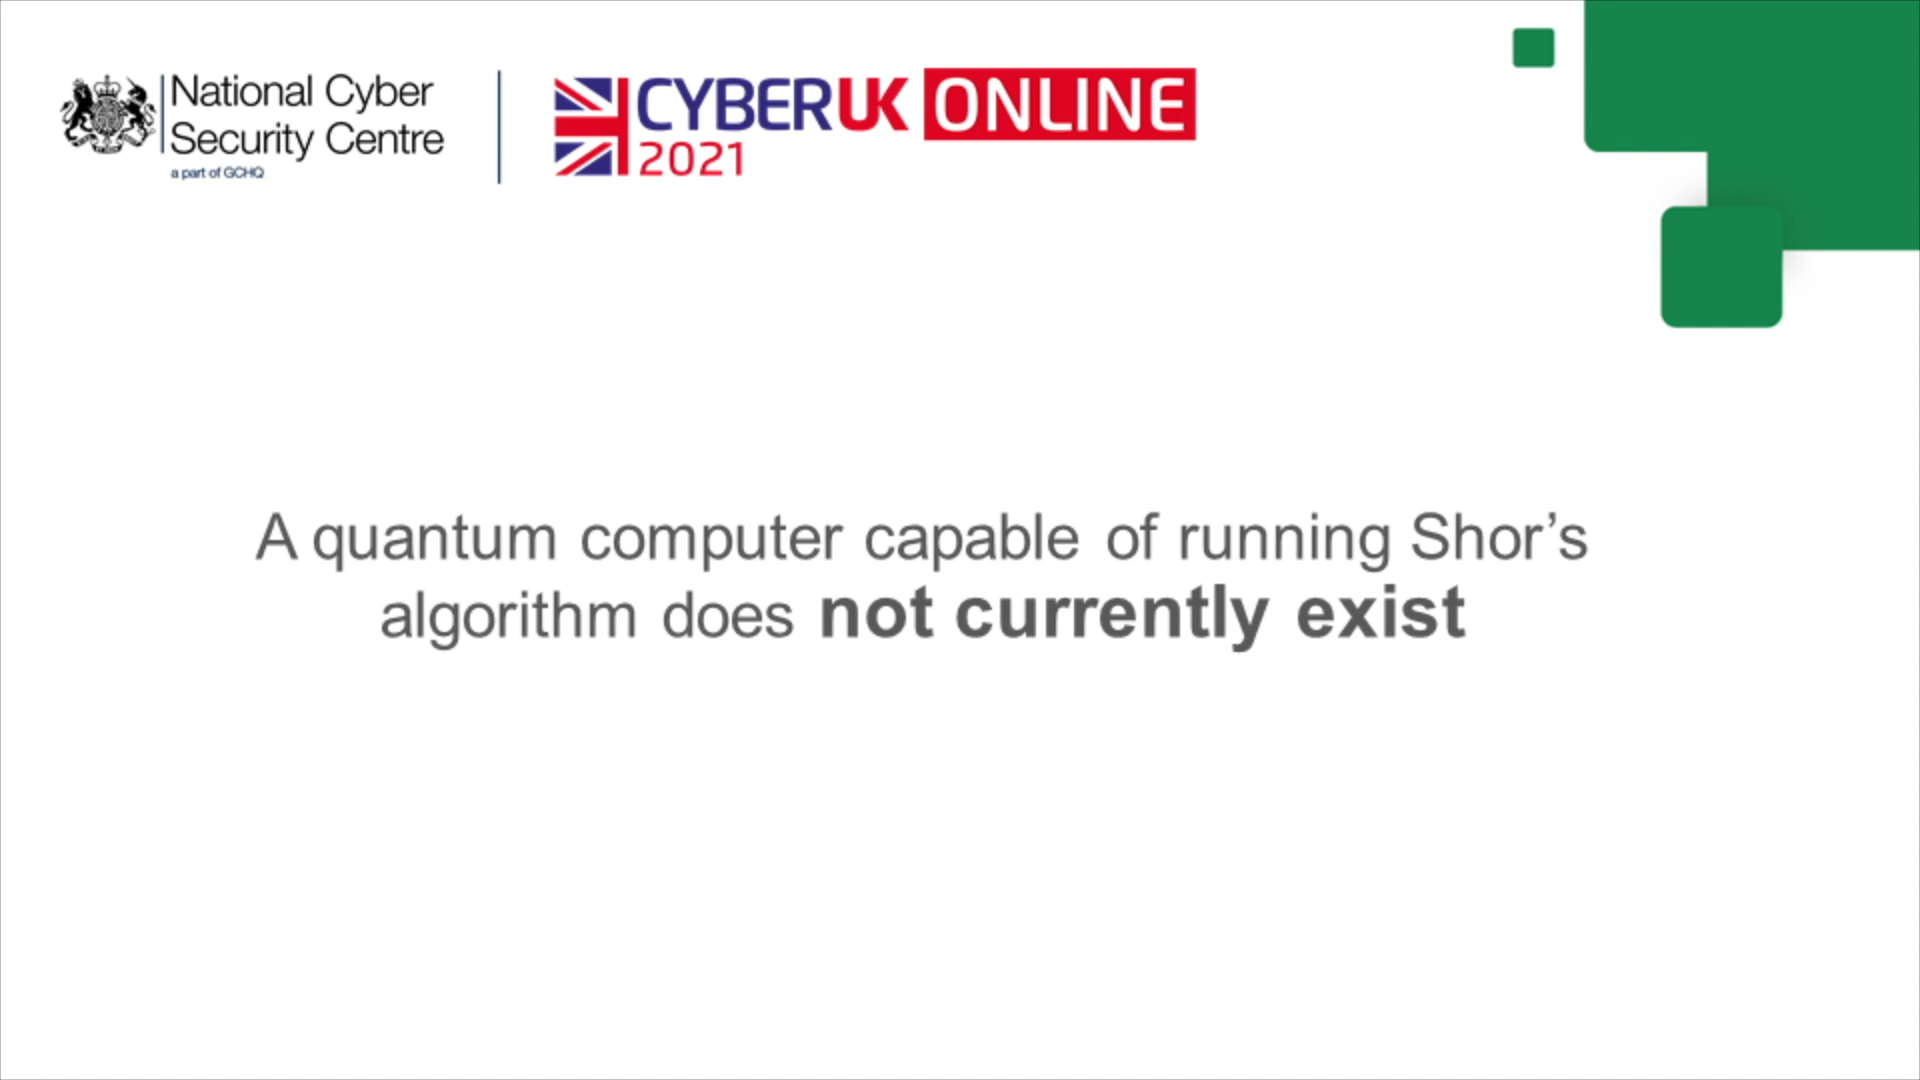 National Cyber
Security Centre
a part of GCHQ
CYBERUK ONLINE
2021
A quantum computer capable of running Shor’s
algorithm does not currently exist